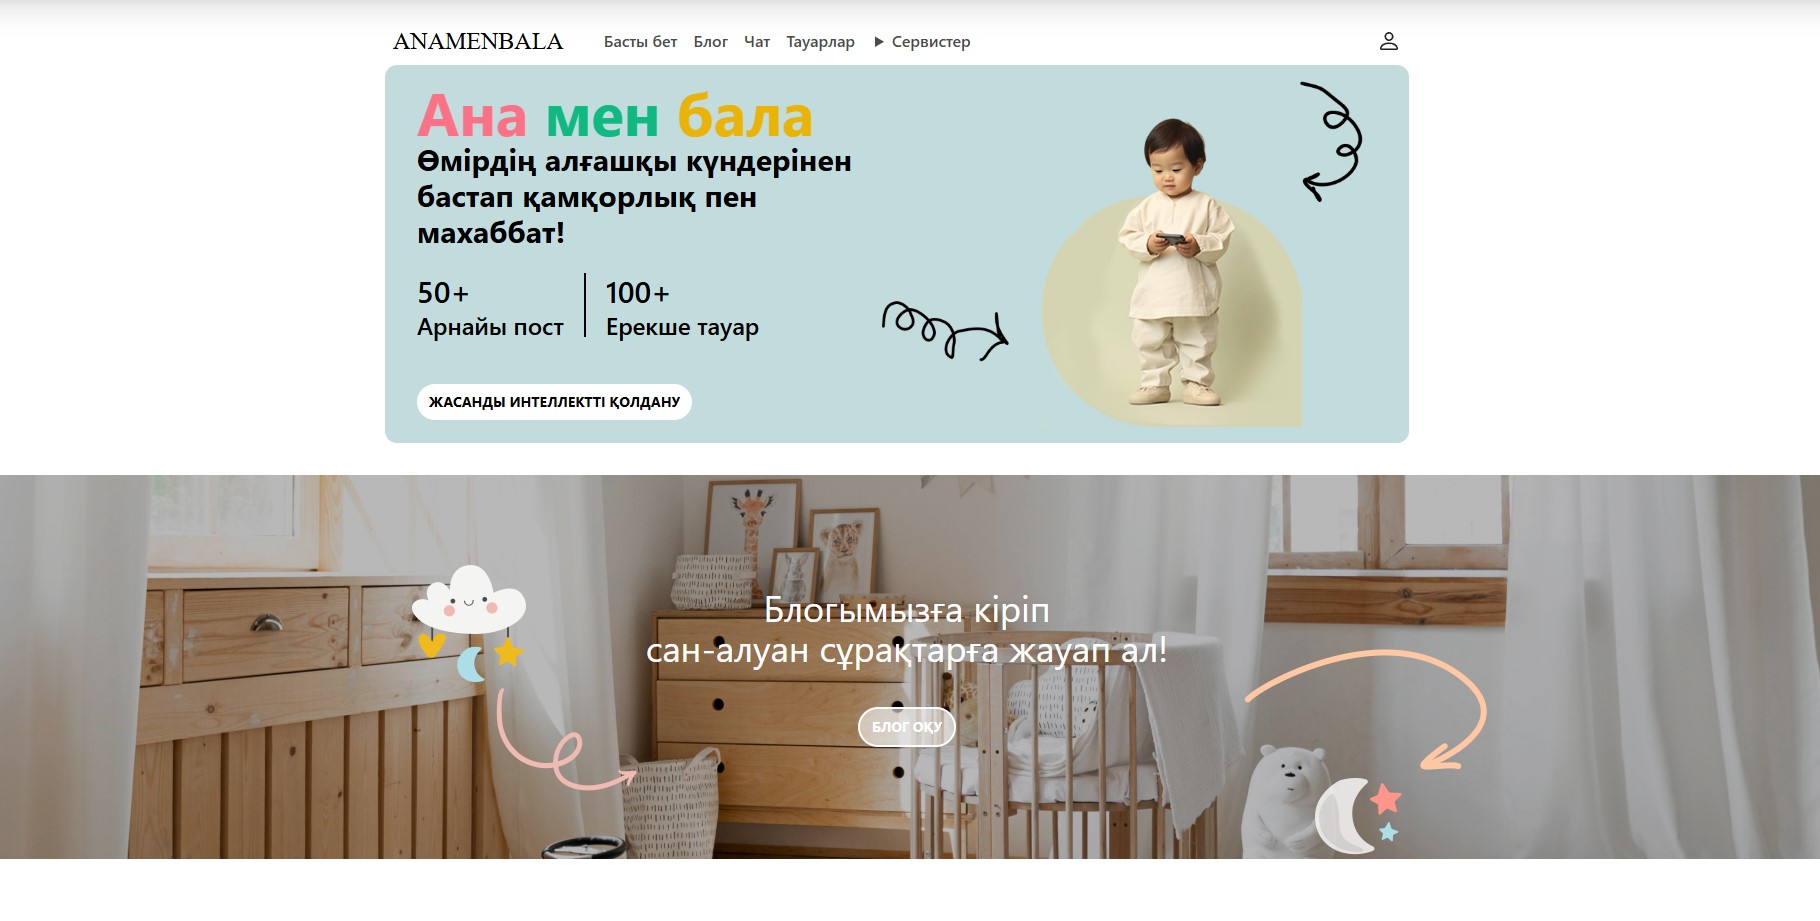 ANAMENBALA
Басты бет
Блог
Чат
Тауарлар
Сервистер
Ана мен бала
Өмірдің алғашқы күндерінен
бастап қамқорлық пен
махаббат!
50+
Арнайы пост
100+
Ерекше тауар
ЖАСАНДЫ ИНТЕЛЛЕКТТІ ҚОЛДАНУ
Блогымызға кіріп
сан-алуан сұрақтарға жауап ал!
БЛОГ ОҚУ